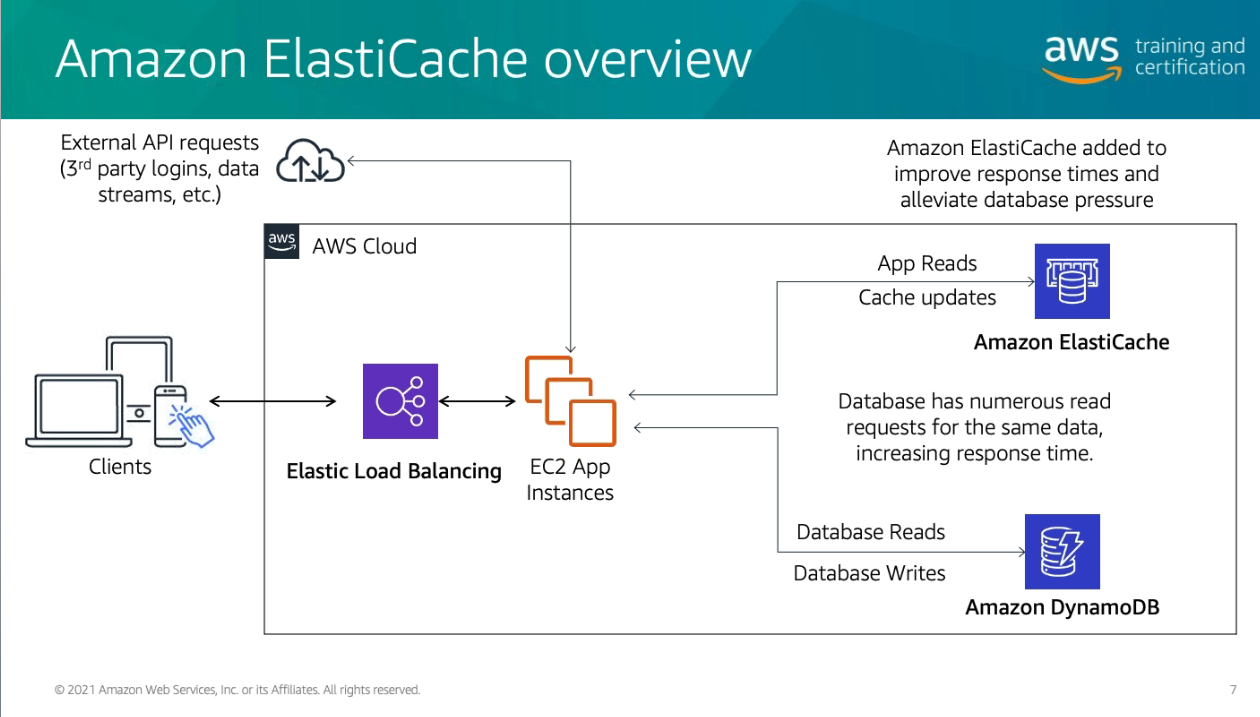 Amazon ElastiCache overview
aws training and
certification
External API requests
(3rd party logins, data
streams, etc.)
Amazon ElastiCache added to
improve response times and
alleviate database pressure
aws
AWS Cloud
App Reads
Cache updates
Amazon ElastiCache
Database has numerous read
requests for the same data,
increasing response time.
Clients
Elastic Load Balancing
EC2 App
Instances
Database Reads
Database Writes
Amazon DynamoDB
© 2021 Amazon Web Services, Inc. or its Affiliates. All rights reserved.
7